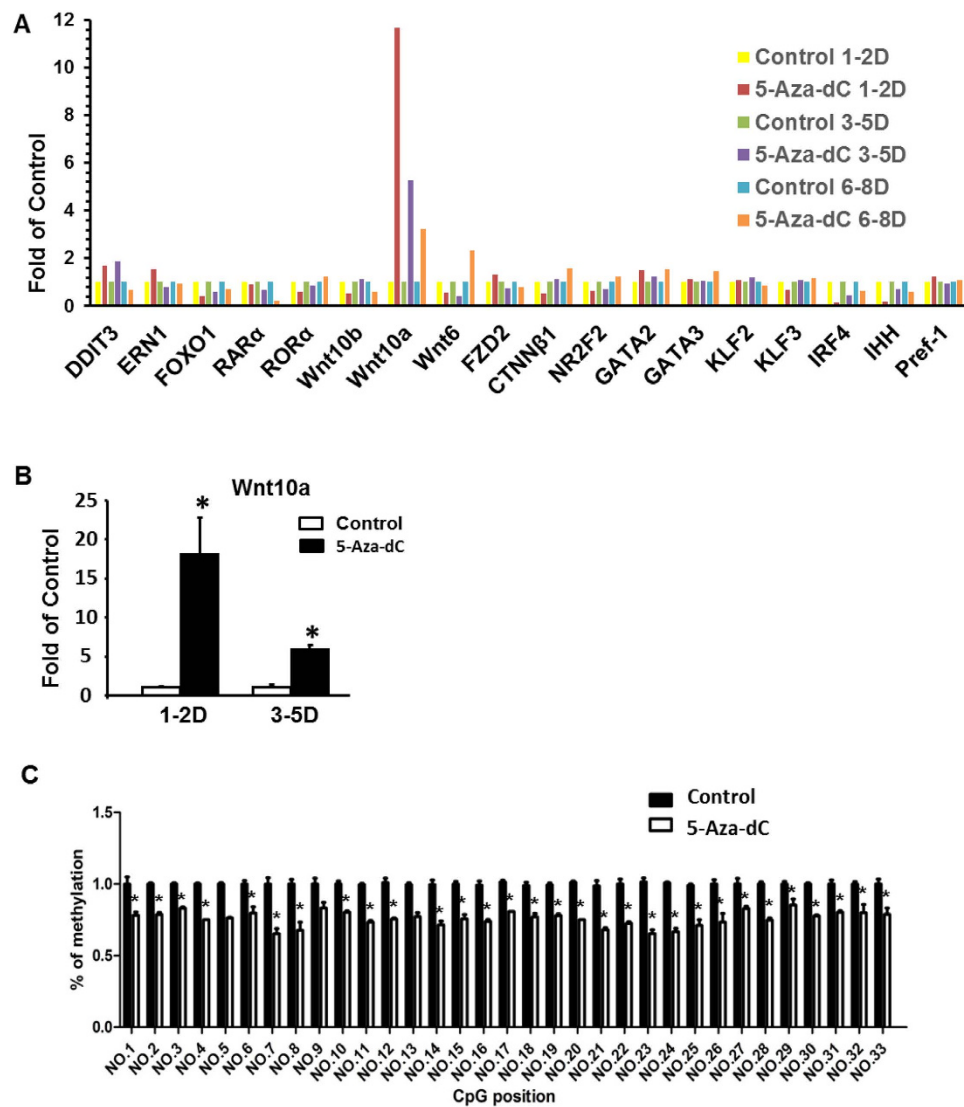 A
12
10
8
6
4
2
0
Fold of Control
Control 1-2D
5-Aza-dC 1-2D
Control 3-5D
5-Aza-dC 3-5D
Control 6-8D
5-Aza-dC 6-8D
DDIT3
ERN1
FOXO1
RARα
RORα
Wnt10b
Wnt10a
Wnt6
FZD2
CTNNβ1
NR2F2
GATA2
GATA3
KLF2
KLF3
IRF4
IHH
Pref-1
B
Wnt10a
25
20
15
10
5
0
Fold of Control
* Control
5-Aza-dC
*
1-2D 3-5D
C
Control
5-Aza-dC
1.5
1.0
0.5
0.0
% of methylation
* * * * * * * * * * * * * * * * * * * * * * * * * * * * * *
NO.1
NO.2
NO.3
NO.4
NO.5
NO.6
NO.7
NO.8
NO.9
NO.10
NO.11
NO.12
NO.13
NO.14
NO.15
NO.16
NO.17
NO.18
NO.19
NO.20
NO.21
NO.22
NO.23
NO.24
NO.25
NO.26
NO.27
NO.28
NO.29
NO.30
NO.31
NO.32
NO.33
CpG position